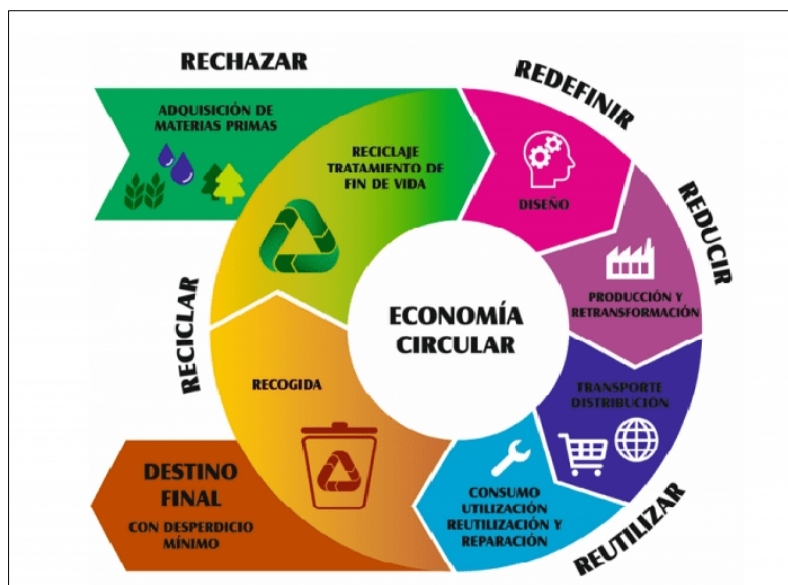 RECHAZAR
ADQUISICIÓN DE
MATERIAS PRIMAS
RECICLAJE
TRATAMIENTO DE
FIN DE VIDA
REDEFINIR
DISEÑO
REDUCIR
PRODUCCIÓN Y
RETRANSFORMACIÓN
ECONOMÍA
CIRCULAR
TRANSPORTE
DISTRIBUCIÓN
REUTILIZAR
CONSUMO
UTILIZACIÓN
REUTILIZACIÓN Y
REPARACIÓN
RECICLAR
RECOGIDA
DESTINO
FINAL
CON DESPERDICIO
MÍNIMO